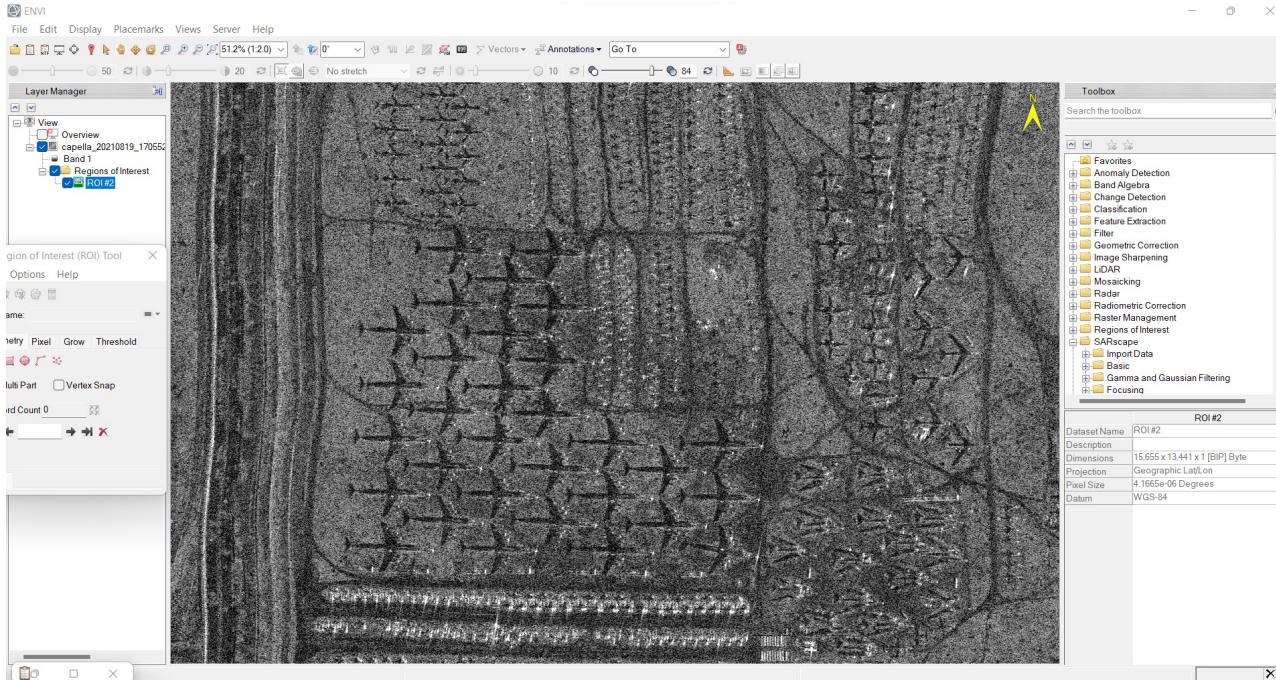 ENVI
File Edit Display Placemarks Views Server Help
51.2% (1:2.0) 0° Vectors Annotations Go To
50 20 No stretch 10 84
Layer Manager
View
Overview
capella_20210819_170552
Band 1
Regions of Interest
ROI #2
gion of Interest (ROI) Tool
Options Help
ame:
netry Pixel Grow Threshold
Multi Part Vertex Snap
ord Count 0
N
Toolbox
Search the toolbox
Favorites
Anomaly Detection
Band Algebra
Change Detection
Classification
Feature Extraction
Filter
Geometric Correction
Image Sharpening
LiDAR
Mosaicking
Radar
Radiometric Correction
Raster Management
Regions of Interest
SARscape
Import Data
Basic
Gamma and Gaussian Filtering
Focusing
ROI #2
Dataset Name ROI #2
Description
Dimensions 15,655 x 13,441 x 1 [BIP] Byte
Projection Geographic Lat/Lon
Pixel Size 4.1665e-06 Degrees
Datum WGS-84